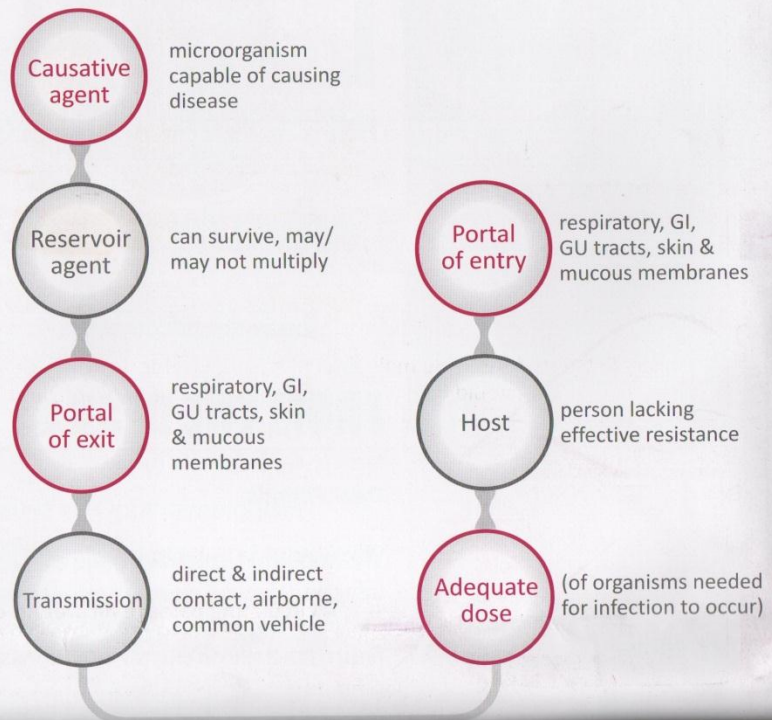 Causative
agent
microorganism
capable of causing
disease
Reservoir
agent
can survive, may/
may not multiply
Portal
of exit
respiratory, GI,
GU tracts, skin
& mucous
membranes
Transmission
direct & indirect
contact, airborne,
common vehicle
Portal
of entry
respiratory, GI,
GU tracts, skin &
mucous membranes
Host
person lacking
effective resistance
Adequate
dose
(of organisms needed
for infection to occur)